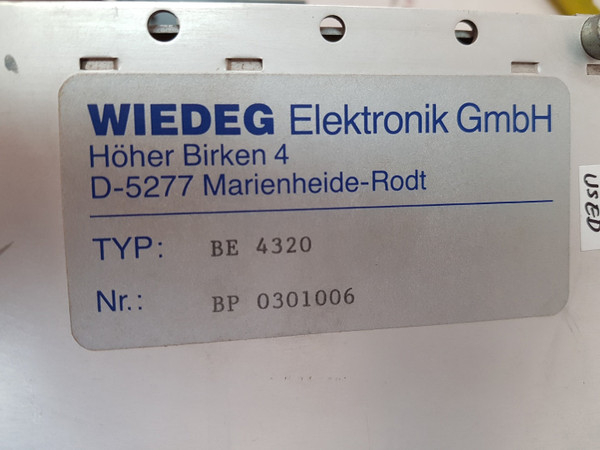 WIEDEG Elektronik GmbH
Höher Birken 4
D-5277 Marienheide-Rodt
TYP: BE 4320
Nr.: BP 0301006
USED